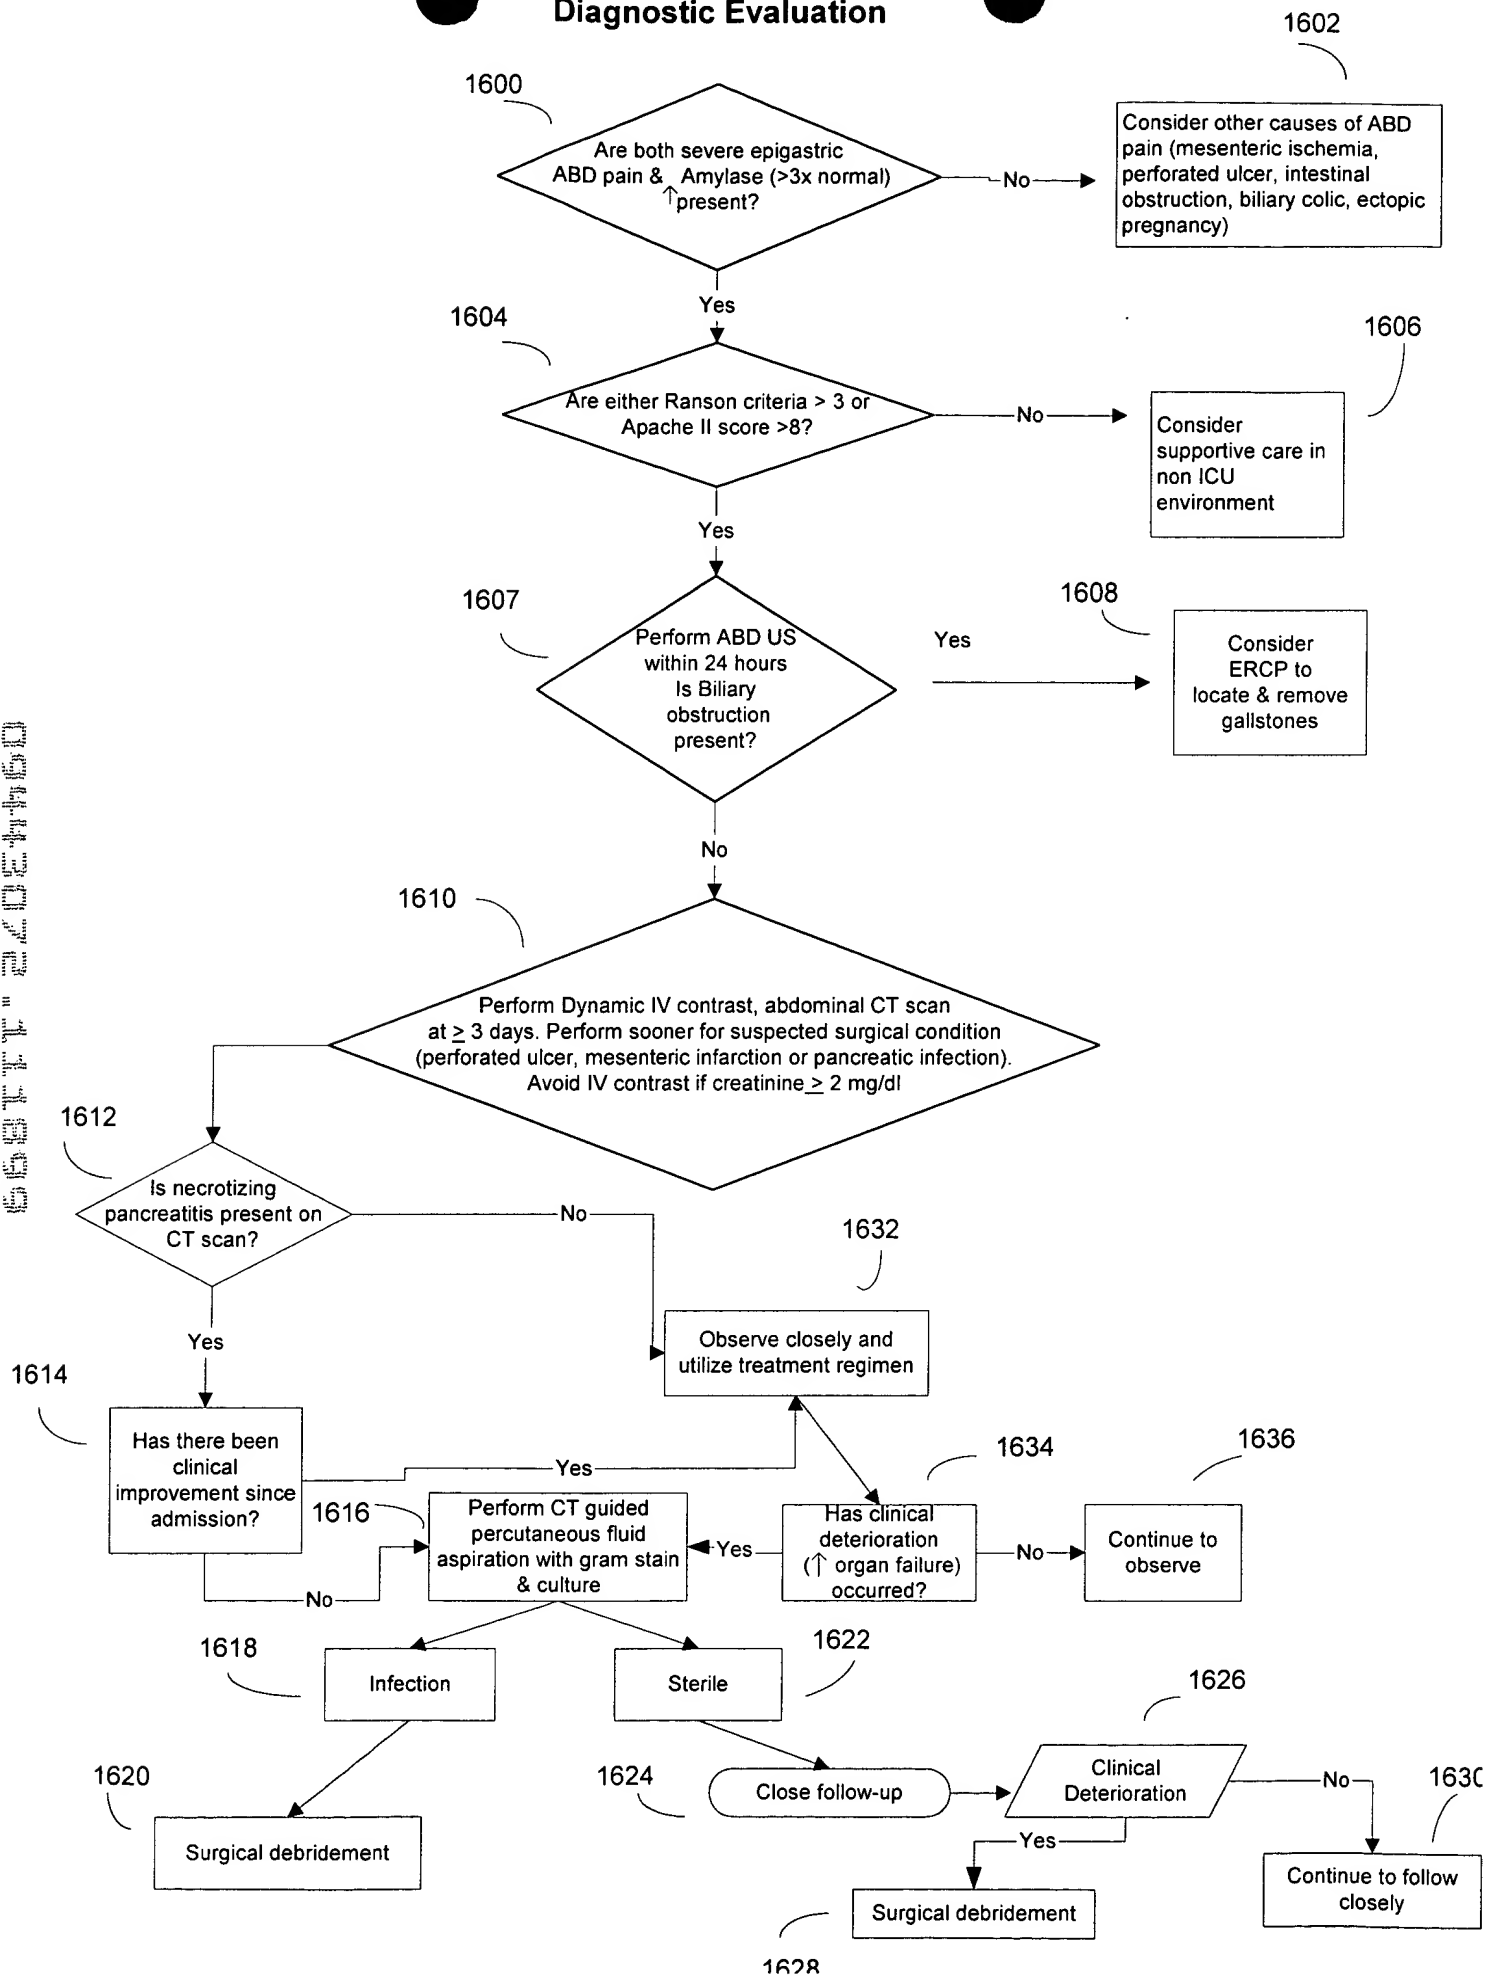 Diagnostic Evaluation
1602
1600
Are both severe epigastric
ABD pain & ↑ Amylase (>3x normal)
present?
No
Consider other causes of ABD
pain (mesenteric ischemia,
perforated ulcer, intestinal
obstruction, biliary colic, ectopic
pregnancy)
Yes
1604
1606
Are either Ranson criteria > 3 or
Apache II score >8?
No
Consider
supportive care in
non ICU
environment
Yes
1607
1608
Perform ABD US
within 24 hours
Is Biliary
obstruction
present?
Yes
Consider
ERCP to
locate & remove
gallstones
No
1610
Perform Dynamic IV contrast, abdominal CT scan
at ≥ 3 days. Perform sooner for suspected surgical condition
(perforated ulcer, mesenteric infarction or pancreatic infection).
Avoid IV contrast if creatinine ≥ 2 mg/dl
1612
Is necrotizing
pancreatitis present on
CT scan?
No
1632
Yes
Observe closely and
utilize treatment regimen
1614
Has there been
clinical
improvement since
admission?
Yes
1634
1636
1616
Perform CT guided
percutaneous fluid
aspiration with gram stain
& culture
Yes
Has clinical
deterioration
(↑ organ failure)
occurred?
No
Continue to
observe
No
1618
Infection
1622
Sterile
1626
1620
1624
Close follow-up
Clinical
Deterioration
No
Yes
Surgical debridement
Continue to follow
closely
Surgical debridement
1628
09443072.111899